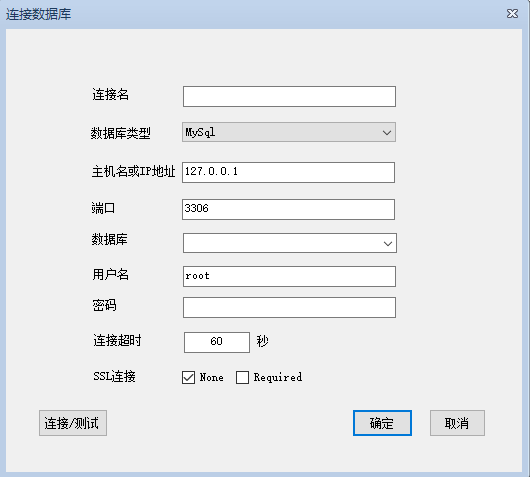 连接数据库
连接名
数据库类型 MySql
主机名或IP地址 127.0.0.1
端口 3306
数据库
用户名 root
密码
连接超时 60 秒
SSL连接 None Required
连接/测试 确定 取消